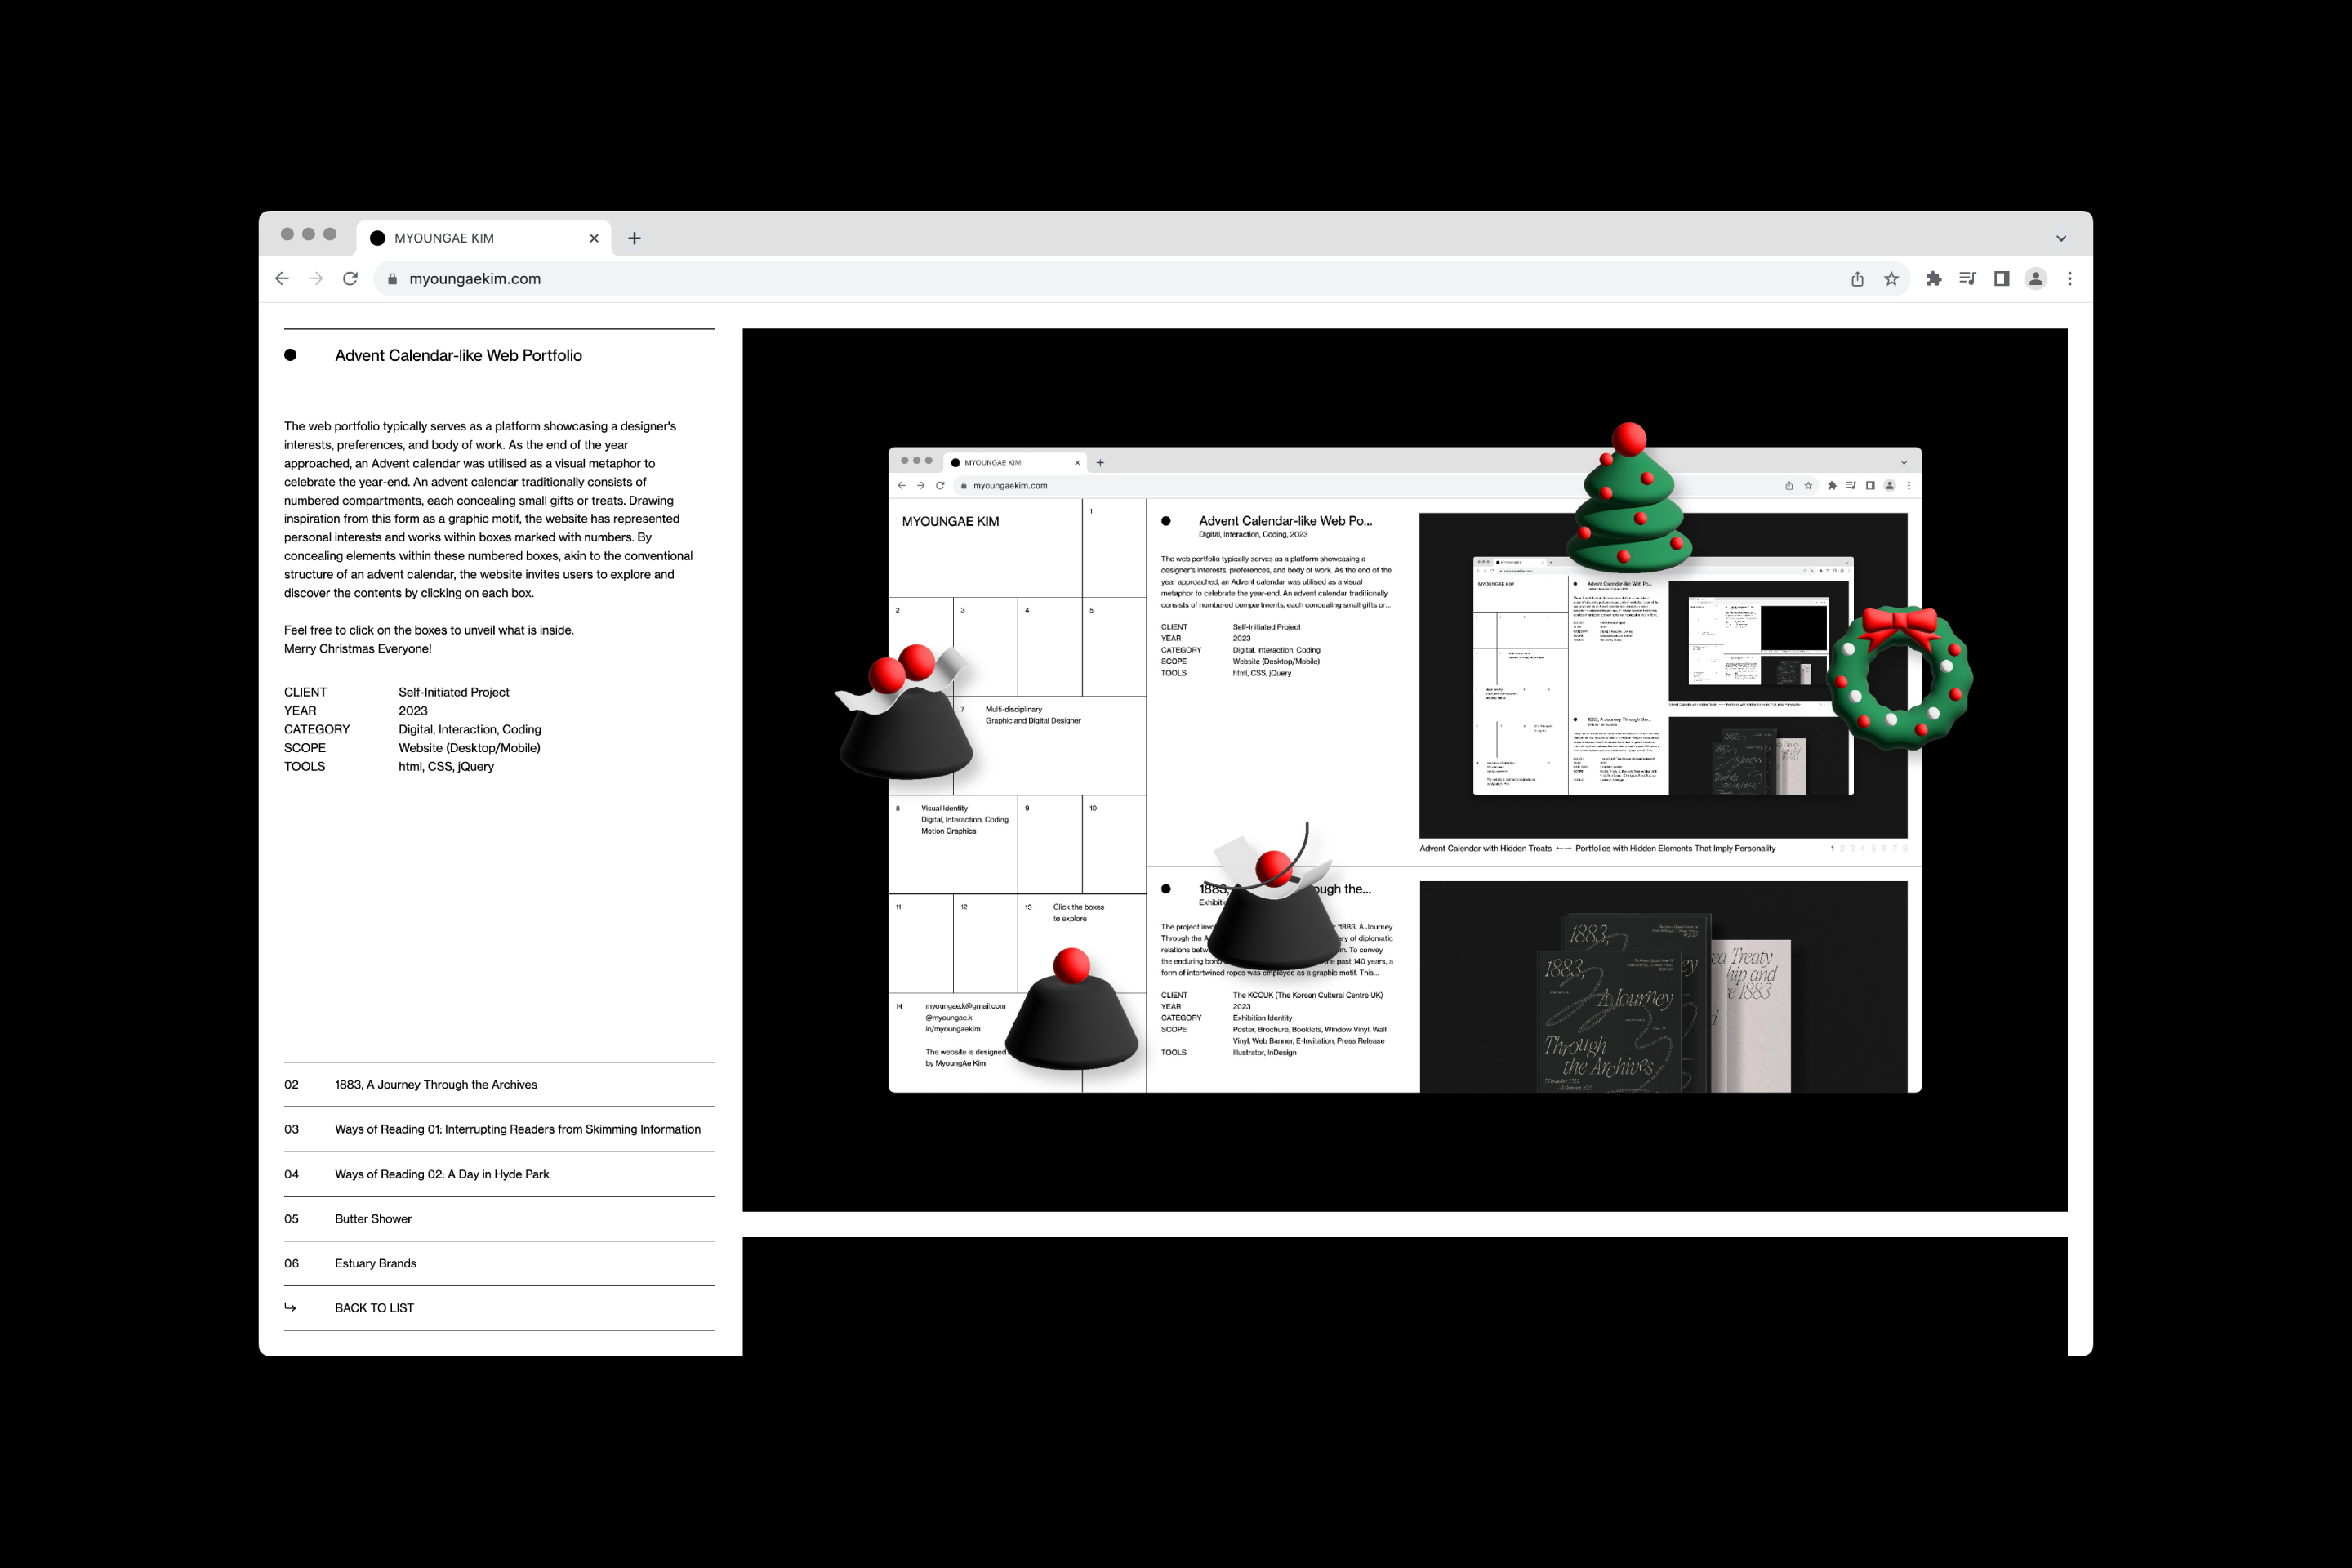 MYOUNGAE KIM
myoungaekim.com
Advent Calendar-like Web Portfolio
The web portfolio typically serves as a platform showcasing a designer's
interests, preferences, and body of work. As the end of the year
approached, an Advent calendar was utilised as a visual metaphor to
celebrate the year-end. An advent calendar traditionally consists of
numbered compartments, each concealing small gifts or treats. Drawing
inspiration from this form as a graphic motif, the website has represented
personal interests and works within boxes marked with numbers. By
concealing elements within these numbered boxes, akin to the conventional
structure of an advent calendar, the website invites users to explore and
discover the contents by clicking on each box.
Feel free to click on the boxes to unveil what is inside.
Merry Christmas Everyone!
CLIENT Self-Initiated Project
YEAR 2023
CATEGORY Digital, Interaction, Coding
SCOPE Website (Desktop/Mobile)
TOOLS html, CSS, jQuery
02 1883, A Journey Through the Archives
03 Ways of Reading 01: Interrupting Readers from Skimming Information
04 Ways of Reading 02: A Day in Hyde Park
05 Butter Shower
06 Estuary Brands
BACK TO LIST
MYOUNGAE KIM
myoungaekim.com
MYOUNGAE KIM
1
2 3 4 5
7 Multi-disciplinary
Graphic and Digital Designer
8 Visual Identity
Digital, Interaction, Coding
Motion Graphics
9 10
11 12
13 Click the boxes
to explore
14 myoungae.k@gmail.com
@myoungae.k
in/myoungaekim
The website is designed
by MyoungAe Kim
Advent Calendar-like Web Po...
Digital, Interaction, Coding, 2023
The web portfolio typically serves as a platform showcasing a
designer's interests, preferences, and body of work. As the end of the
year approached, an Advent calendar was utilised as a visual
metaphor to celebrate the year-end. An advent calendar traditionally
consists of numbered compartments, each concealing small gifts or...
CLIENT Self-Initiated Project
YEAR 2023
CATEGORY Digital, Interaction, Coding
SCOPE Website (Desktop/Mobile)
TOOLS html, CSS, jQuery
Advent Calendar with Hidden Treats ⟷ Portfolios with Hidden Elements That Imply Personality
1 2 3 4 5 6 7 8
1883, ough the...
The project "1883, A Journey
Through the ry of diplomatic
relations To convey
the enduring the past 140 years, a
form of intertwined ropes was employed as a graphic motif. This...
CLIENT The KCCUK (The Korean Cultural Centre UK)
YEAR 2023
CATEGORY Exhibition Identity
SCOPE Poster, Brochure, Booklets, Window Vinyl, Wall
Vinyl, Web Banner, E-Invitation, Press Release
TOOLS Illustrator, InDesign
MYOUNGAE KIM
Advent Calendar-like Web Po...
1883, A Journey Through the...
1883,
1883,
A Journey
Through
the Archives
Treaty
ip and
1883